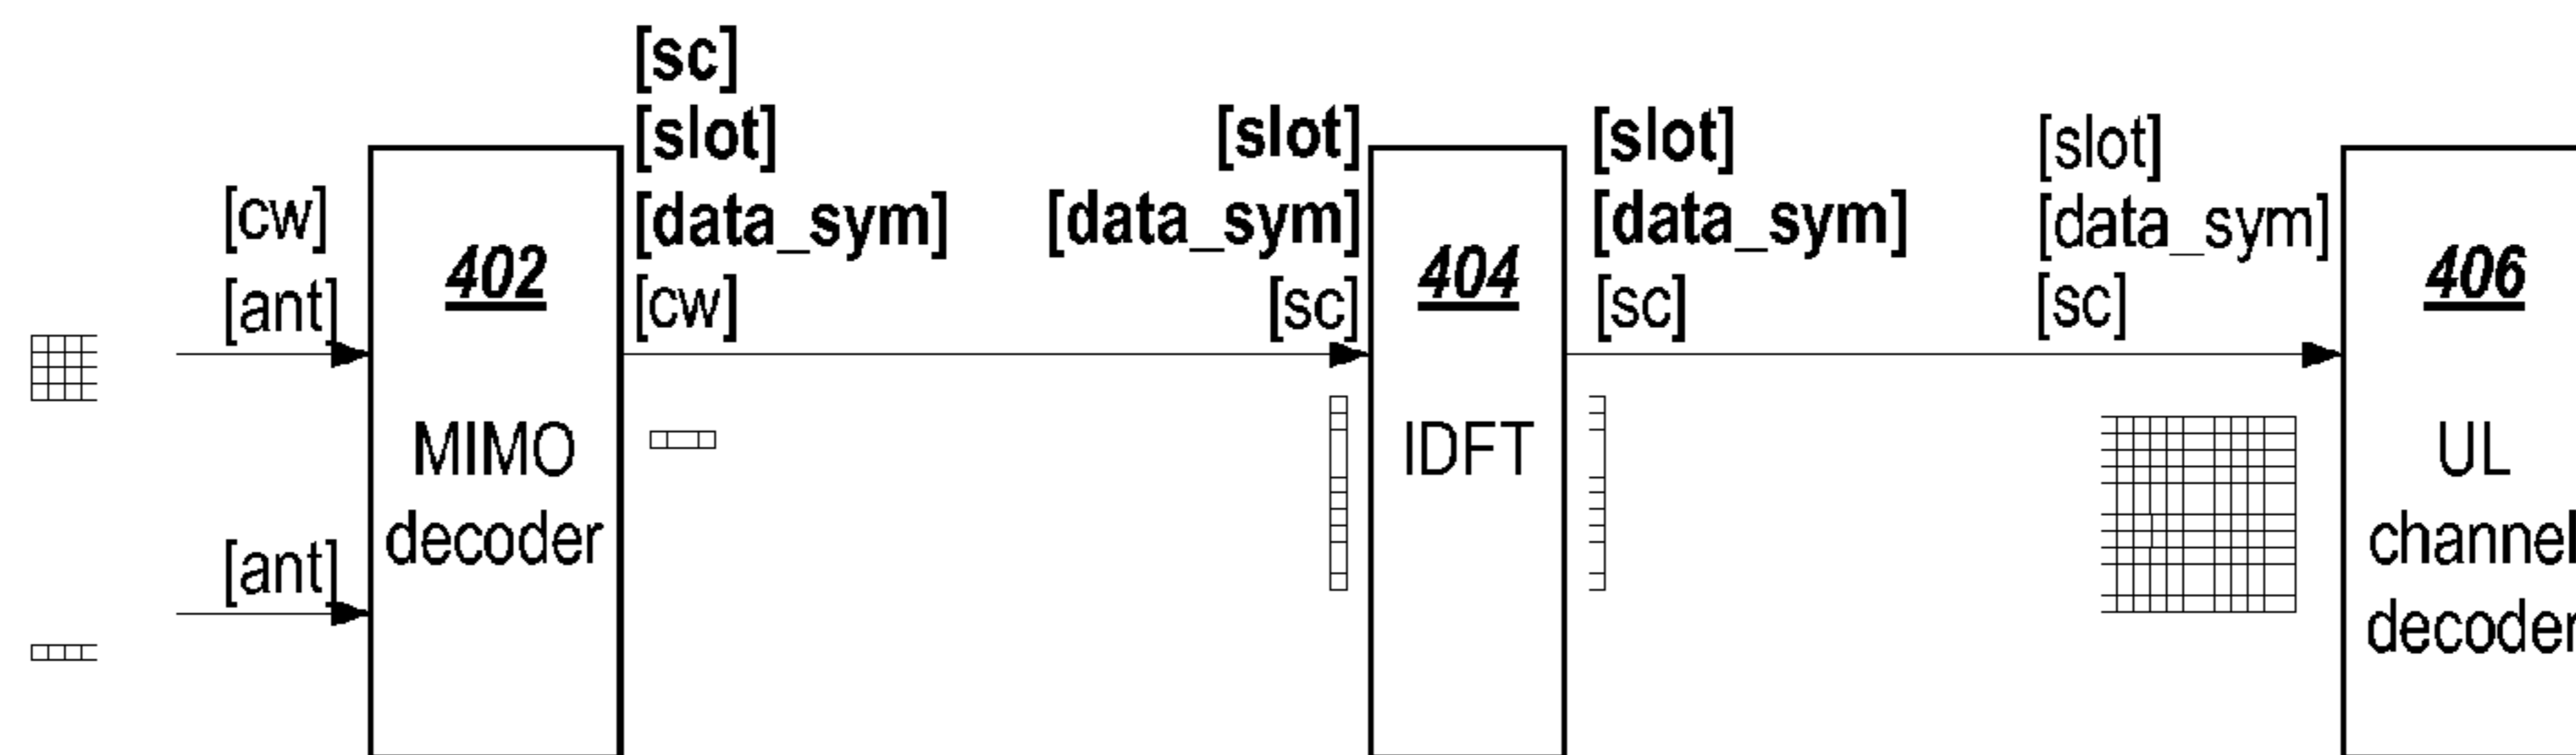 [sc]
[slot]
[data_sym]
[cw]
[cw]
[ant]
[ant]
402
MIMO
decoder
[slot]
[data_sym]
[sc]
404
IDFT
[slot]
[data_sym]
[sc]
[slot]
[data_sym]
[sc]
406
UL
channel
decoder